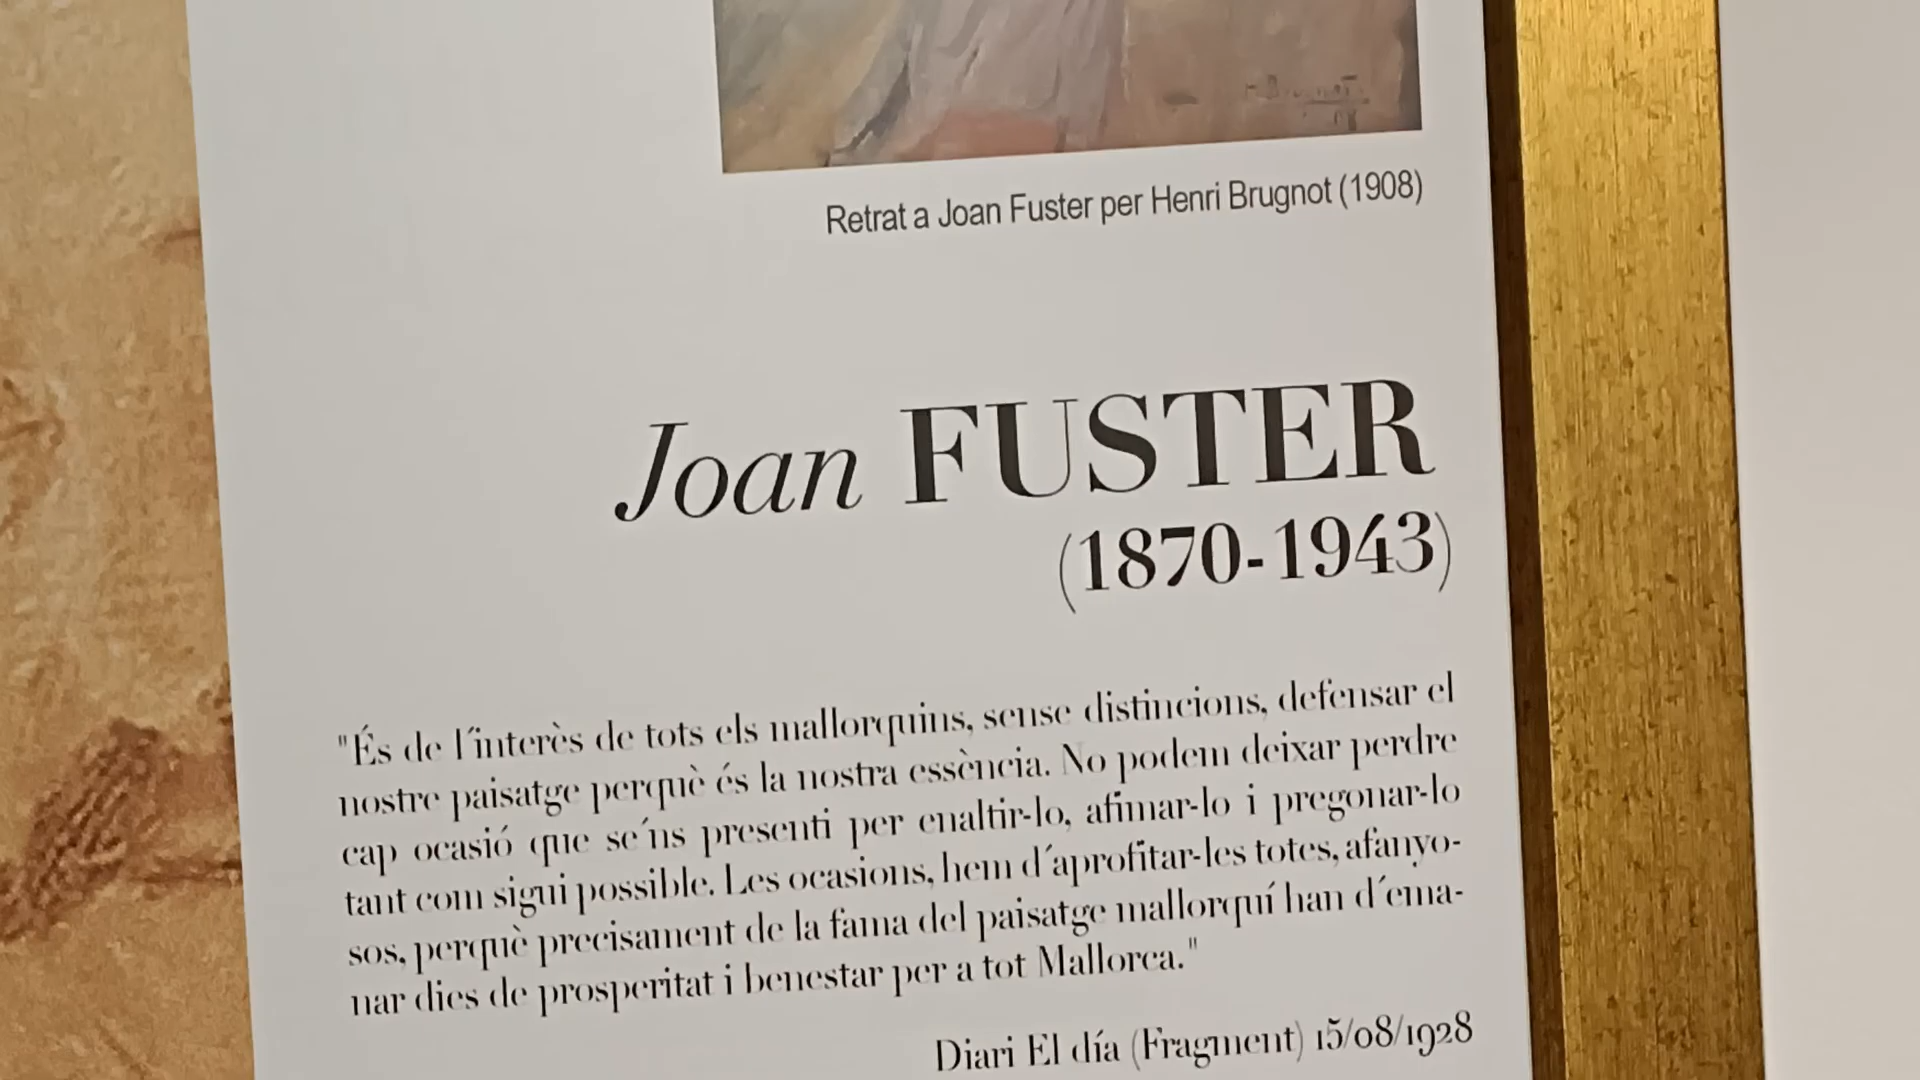 Retrat a Joan Fuster per Henri Brugnot (1908)
Joan FUSTER
(1870-1943)
"És de l´interès de tots els mallorquins, sense distincions, defensar el
nostre paisatge perquè és la nostra essència. No podem deixar perdre
cap ocasió que se´ns presenti per enaltir-lo, afimar-lo i pregonar-lo
tant com sigui possible. Les ocasions, hem d´aprofitar-les totes, afanyo-
sos, perquè precisament de la fama del paisatge mallorquí han d´ema-
nar dies de prosperitat i benestar per a tot Mallorca."
Diari El día (Fragment) 15/08/1928